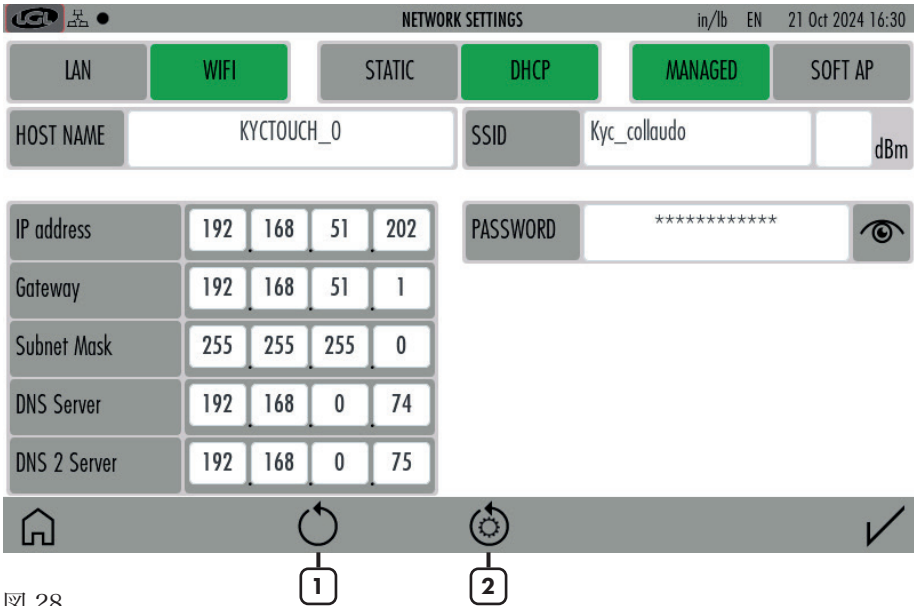 LGL NETWORK SETTINGS in/lb EN 21 Oct 2024 16:30
LAN WIFI STATIC DHCP MANAGED SOFT AP
HOST NAME KYCTOUCH_0 SSID Kyc_collaudo dBm
IP address 192.168.51.202 PASSWORD ************
Gateway 192.168.51.1
Subnet Mask 255.255.255.0
DNS Server 192.168.0.74
DNS 2 Server 192.168.0.75
1 2
図 28